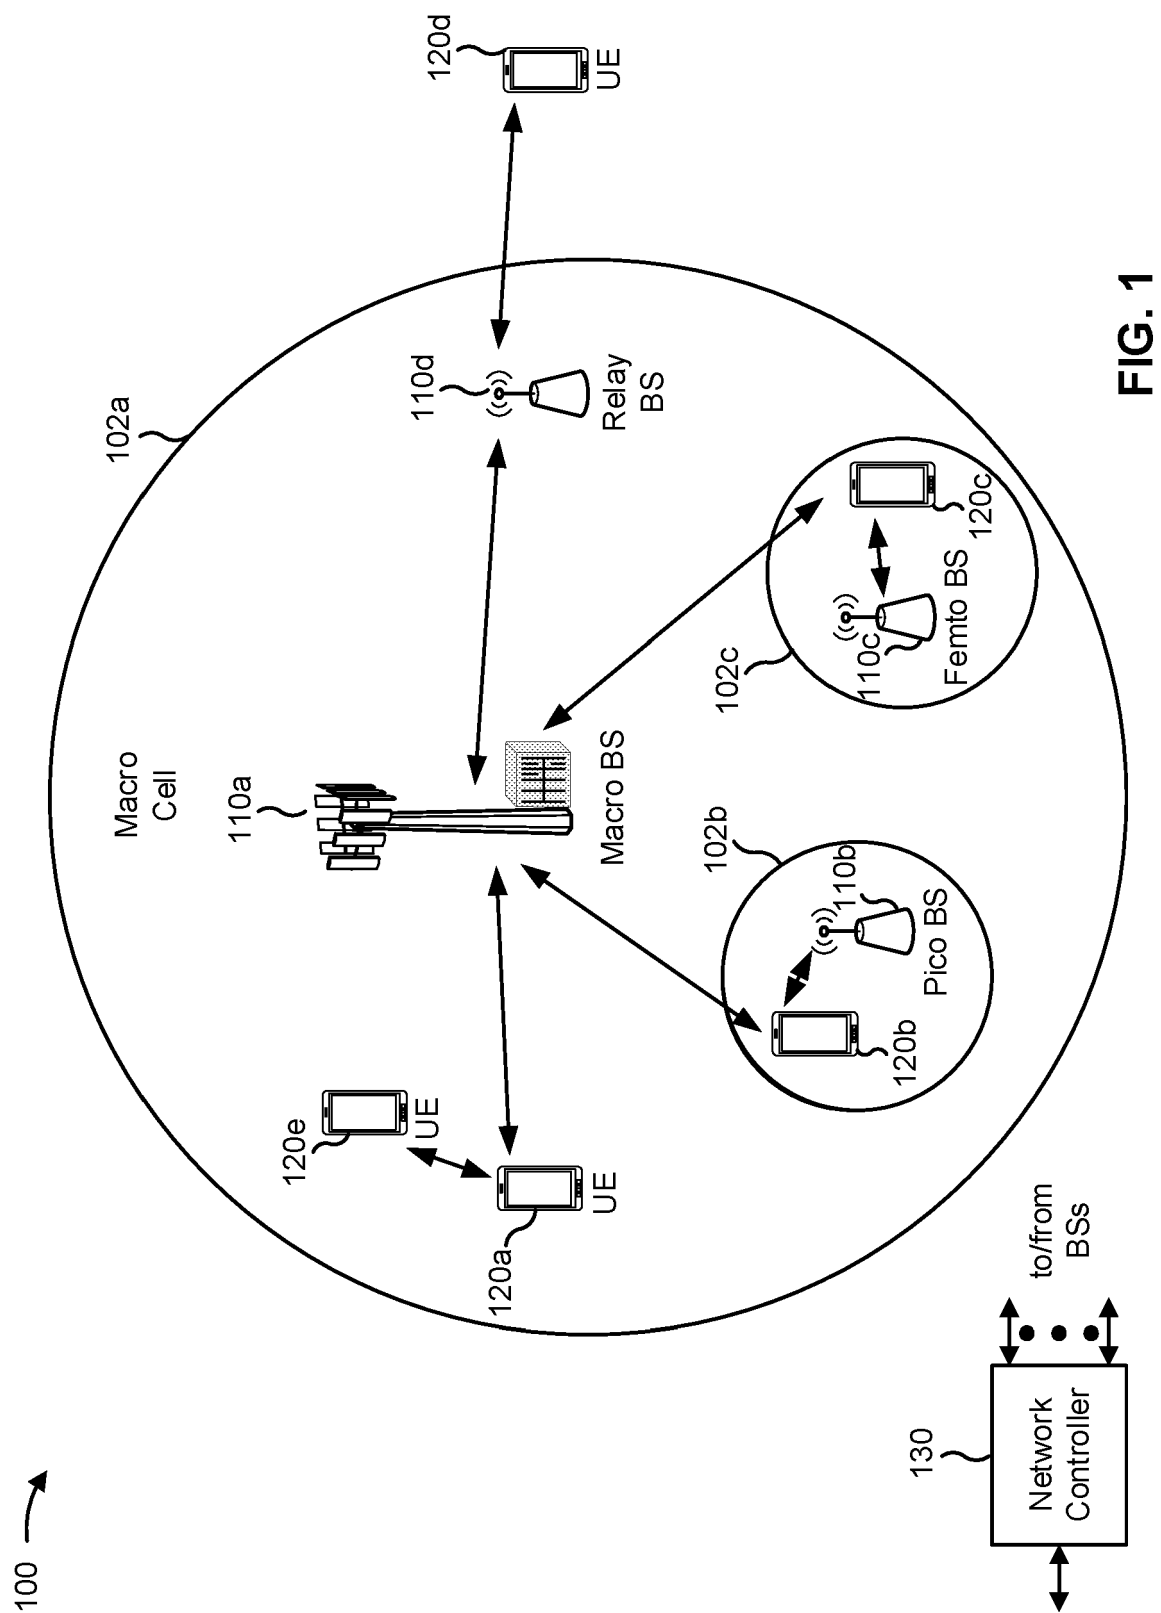 100
102a
Macro
Cell
110a
120d
UE
110d
Relay
BS
120e
UE
120a
UE
Macro BS
102b
110b
Pico BS
120b
102c
110c
Femto BS
120c
130
Network
Controller
to/from
BSs
FIG. 1